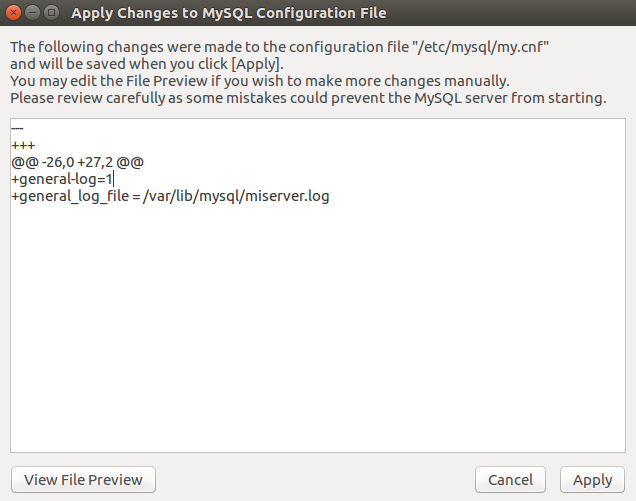 Apply Changes to MySQL Configuration File
The following changes were made to the configuration file "/etc/mysql/my.cnf"
and will be saved when you click [Apply].
You may edit the File Preview if you wish to make more changes manually.
Please review carefully as some mistakes could prevent the MySQL server from starting.
---
+++
@@ -26,0 +27,2 @@
+general-log=1
+general_log_file = /var/lib/mysql/miserver.log
View File Preview
Cancel
Apply